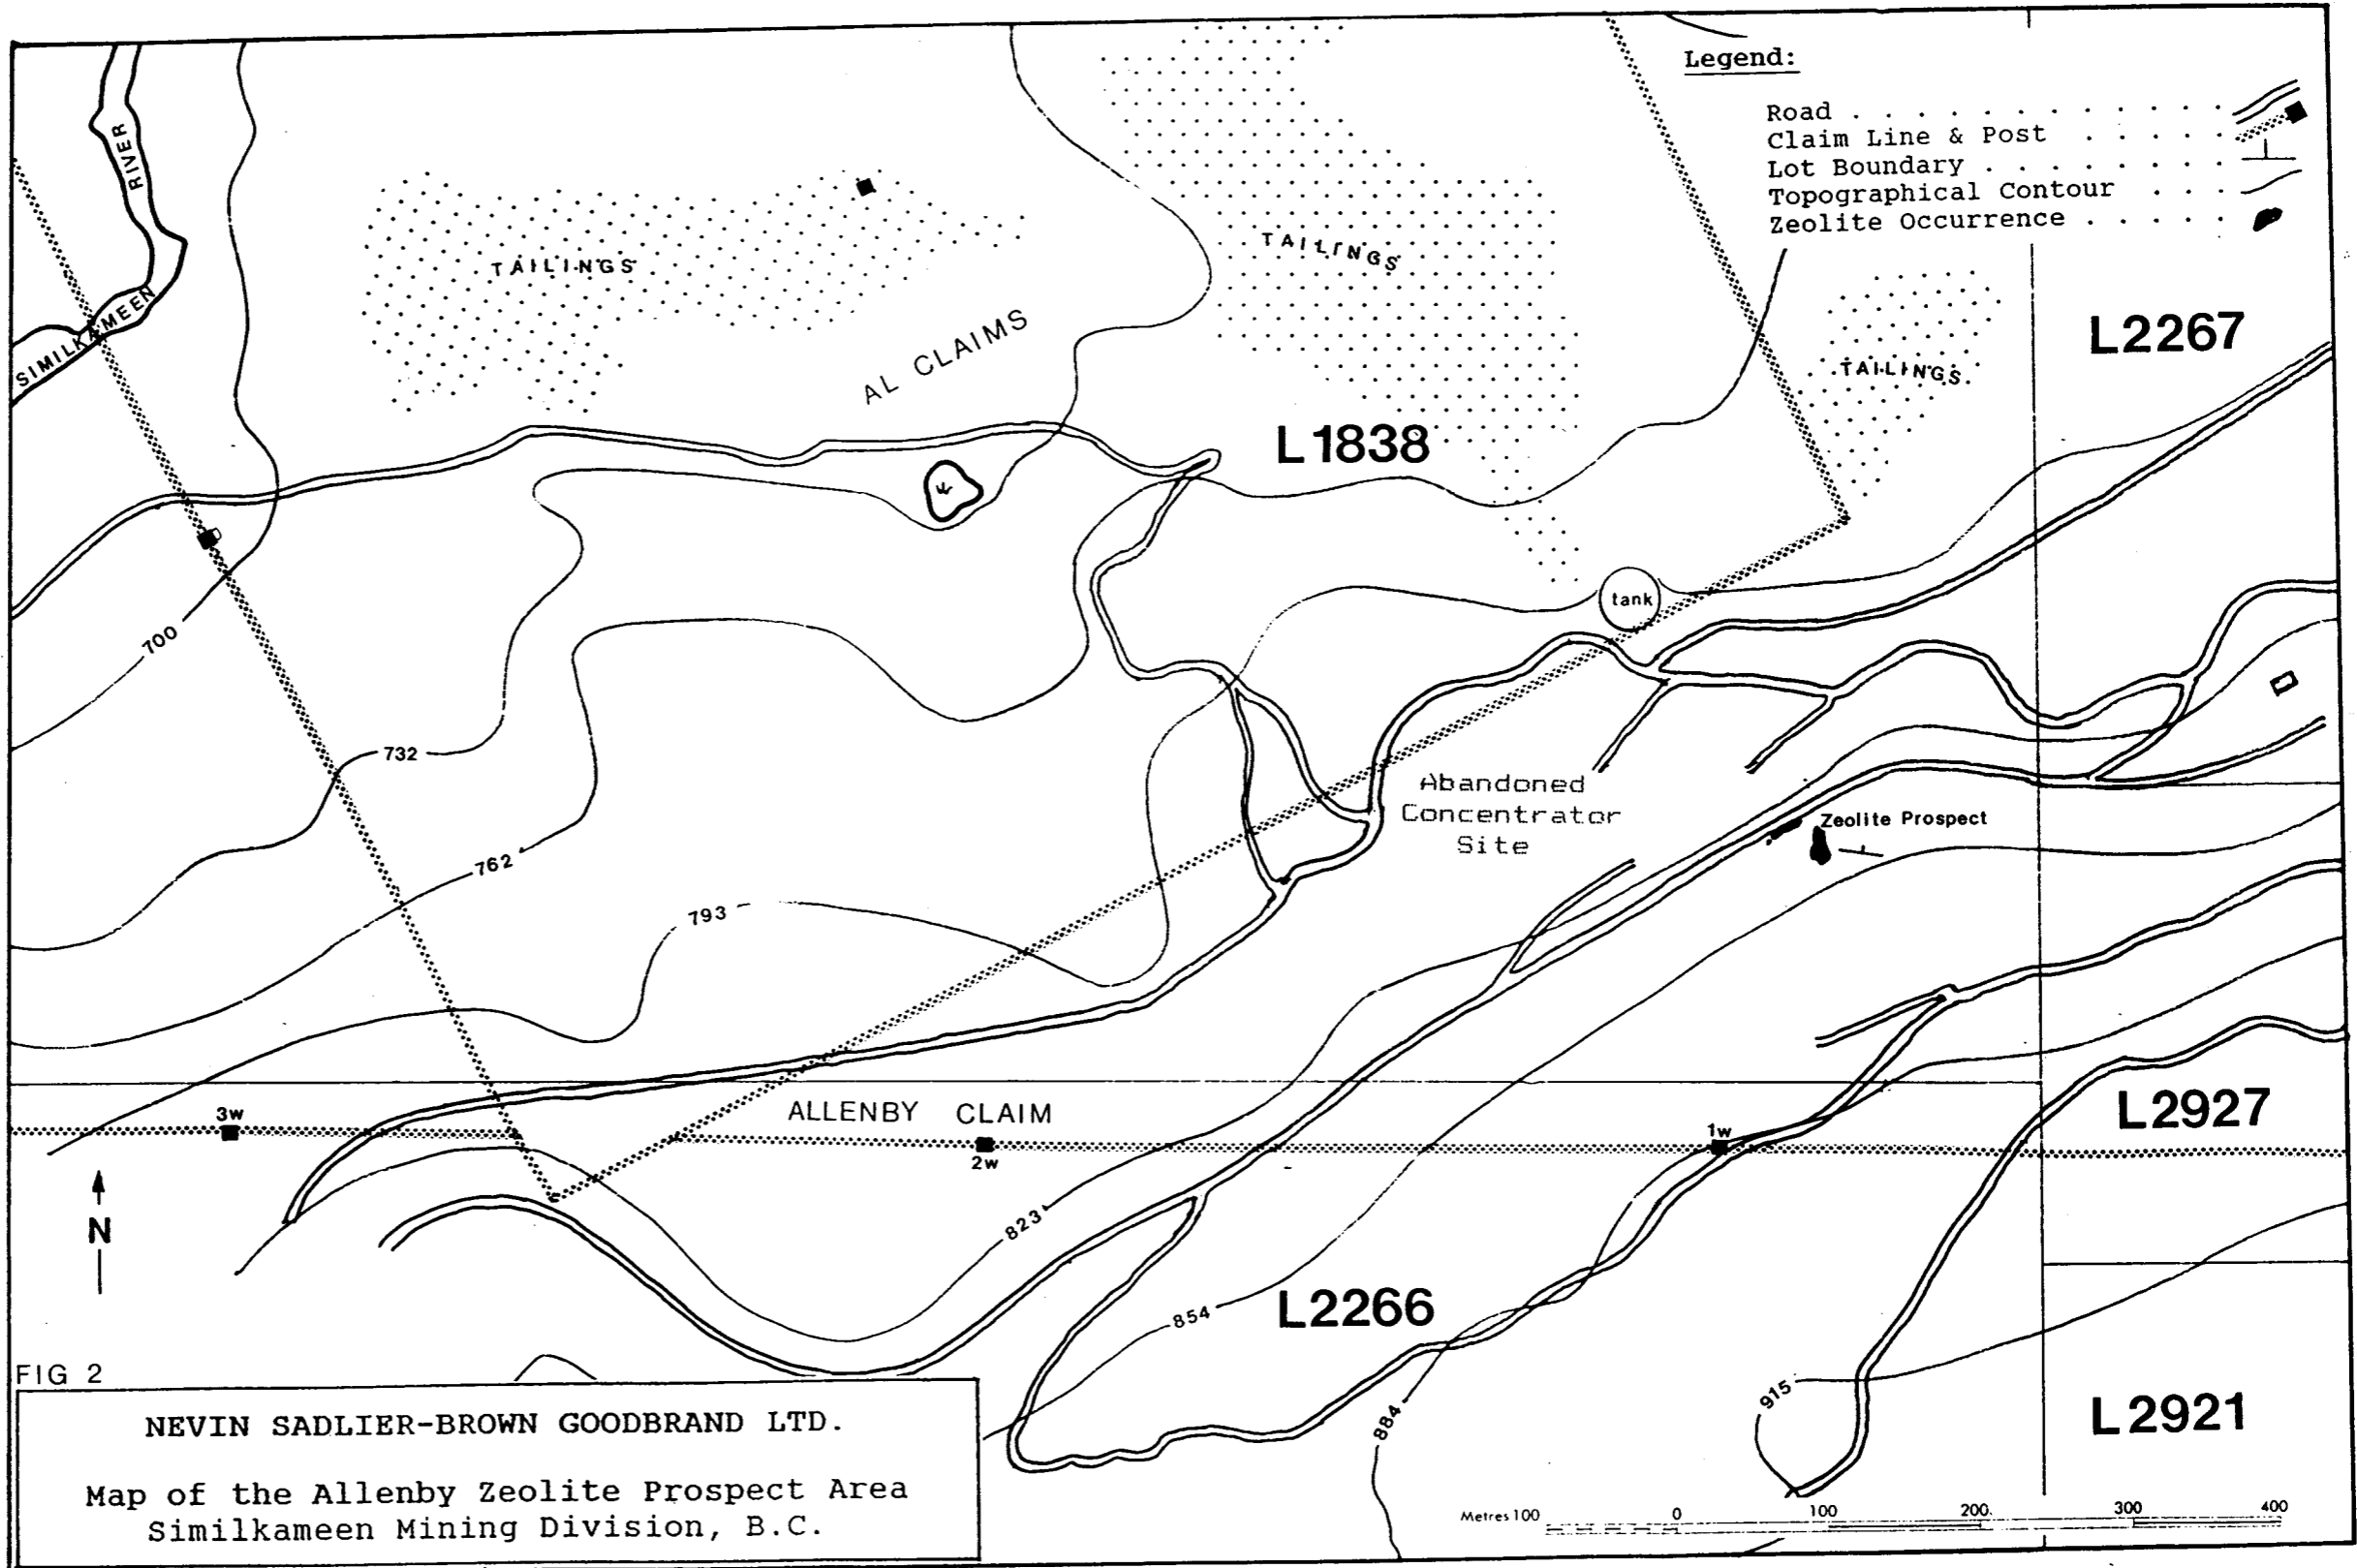 Legend:
Road . . . . . . . . . . . .
Claim Line & Post . . . . .
Lot Boundary . . . . . . . .
Topographical Contour . . .
Zeolite Occurrence . . . . .
RIVER
SIMILKAMEEN
TAILINGS
TAILINGS
TAILINGS
AL CLAIMS
L2267
L1838
tank
700
732
762
793
Abandoned
Concentrator
Site
Zeolite Prospect
3w
ALLENBY CLAIM
2w
1w
L2927
N
823
854
L2266
884
915
L2921
FIG 2
NEVIN SADLIER-BROWN GOODBRAND LTD.
Map of the Allenby Zeolite Prospect Area
Similkameen Mining Division, B.C.
Metres 100 0 100 200 300 400